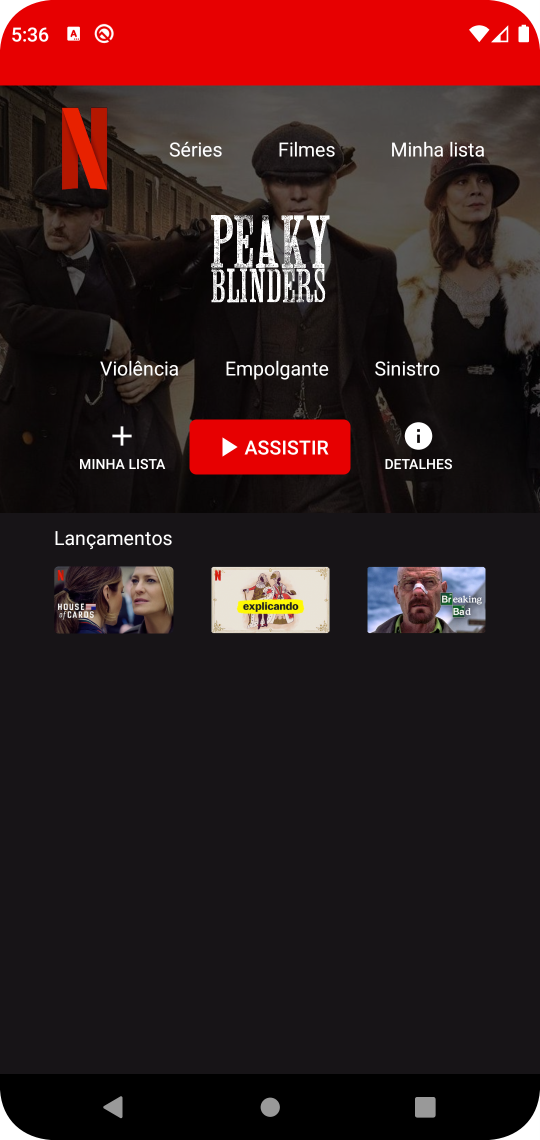 5:36
Séries Filmes Minha lista
PEAKY
BLINDERS
Violência Empolgante Sinistro
MINHA LISTA ASSISTIR DETALHES
Lançamentos
HOUSE
of CARDS
explicando
Breaking
Bad